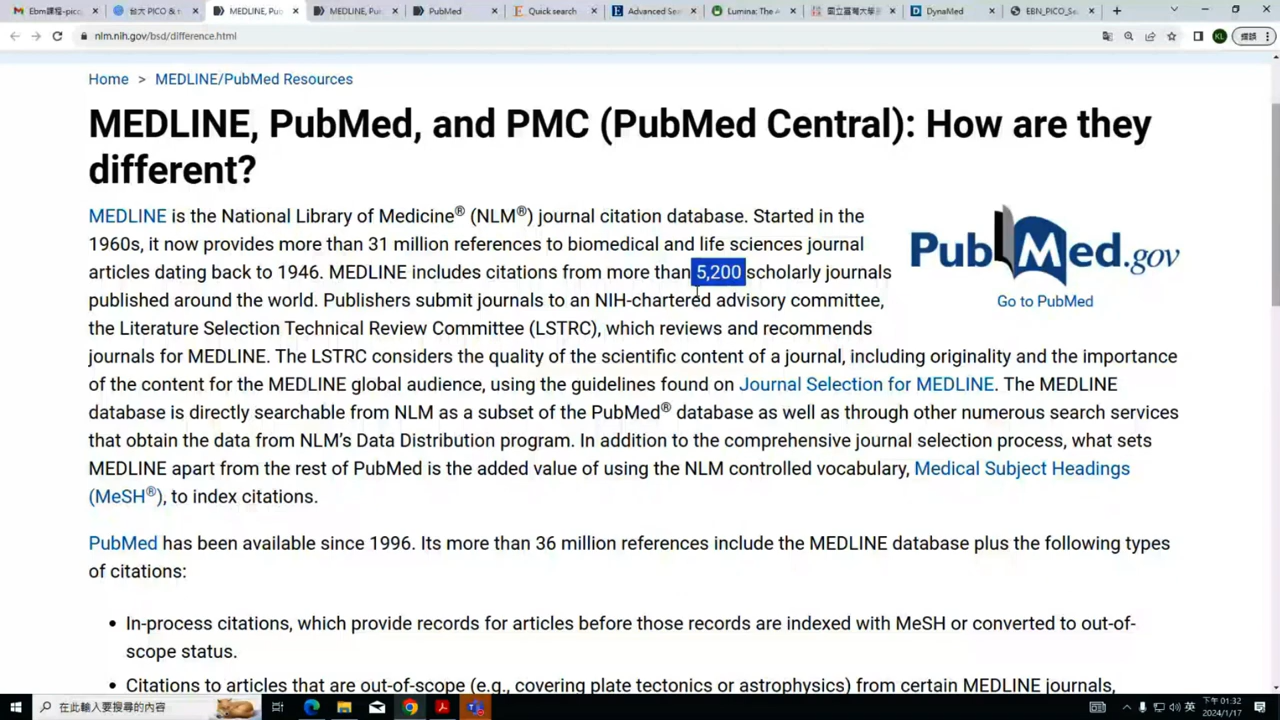 Ebm課程-pico
台大 PICO & r
MEDLINE, Pub
MEDLINE, Pu
PubMed
Quick search
Advanced Sea
Lumina: The A
DynaMed
EBN_PICO_Se
nlm.nih.gov/bsd/difference.html
KL
Home > MEDLINE/PubMed Resources
MEDLINE, PubMed, and PMC (PubMed Central): How are they
different?
MEDLINE is the National Library of Medicine® (NLM®) journal citation database. Started in the
1960s, it now provides more than 31 million references to biomedical and life sciences journal
articles dating back to 1946. MEDLINE includes citations from more than 5,200 scholarly journals
published around the world. Publishers submit journals to an NIH-chartered advisory committee,
the Literature Selection Technical Review Committee (LSTRC), which reviews and recommends
journals for MEDLINE. The LSTRC considers the quality of the scientific content of a journal, including originality and the importance
of the content for the MEDLINE global audience, using the guidelines found on Journal Selection for MEDLINE. The MEDLINE
database is directly searchable from NLM as a subset of the PubMed® database as well as through other numerous search services
that obtain the data from NLM’s Data Distribution program. In addition to the comprehensive journal selection process, what sets
MEDLINE apart from the rest of PubMed is the added value of using the NLM controlled vocabulary, Medical Subject Headings
(MeSH®), to index citations.
PubMed.gov
Go to PubMed
PubMed has been available since 1996. Its more than 36 million references include the MEDLINE database plus the following types
of citations:
• In-process citations, which provide records for articles before those records are indexed with MeSH or converted to out-of-
scope status.
• Citations to articles that are out-of-scope (e.g., covering plate tectonics or astrophysics) from certain MEDLINE journals,
在此輸入要搜尋的內容
英
下午 01:32
2024/1/17